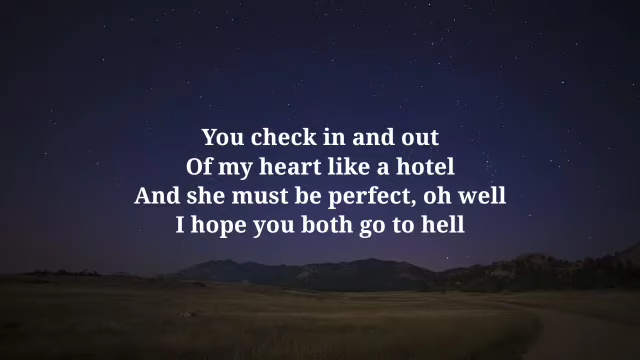 You check in and out
Of my heart like a hotel
And she must be perfect, oh well
I hope you both go to hell